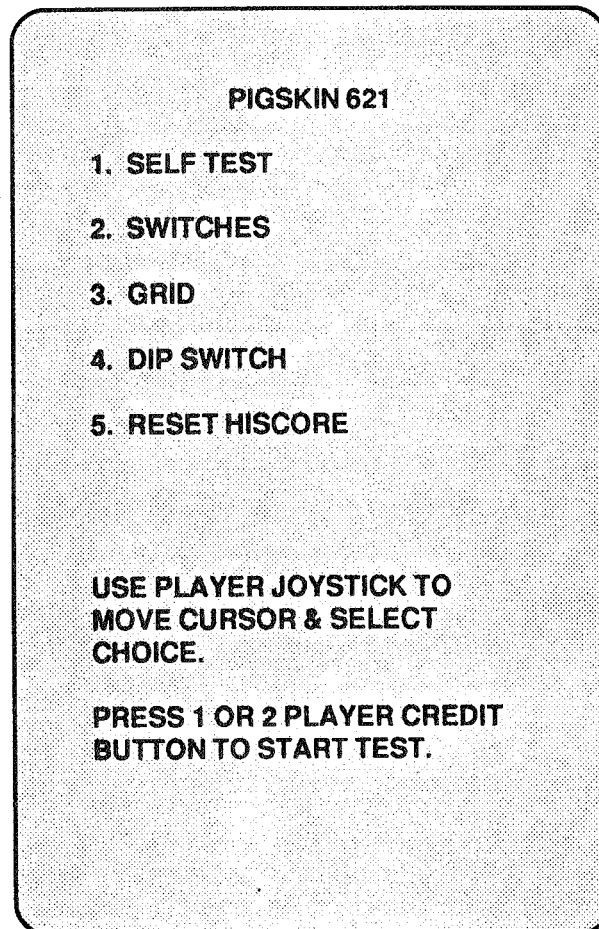 PIGSKIN 621
1. SELF TEST
2. SWITCHES
3. GRID
4. DIP SWITCH
5. RESET HISCORE
USE PLAYER JOYSTICK TO
MOVE CURSOR & SELECT
CHOICE.
PRESS 1 OR 2 PLAYER CREDIT
BUTTON TO START TEST.